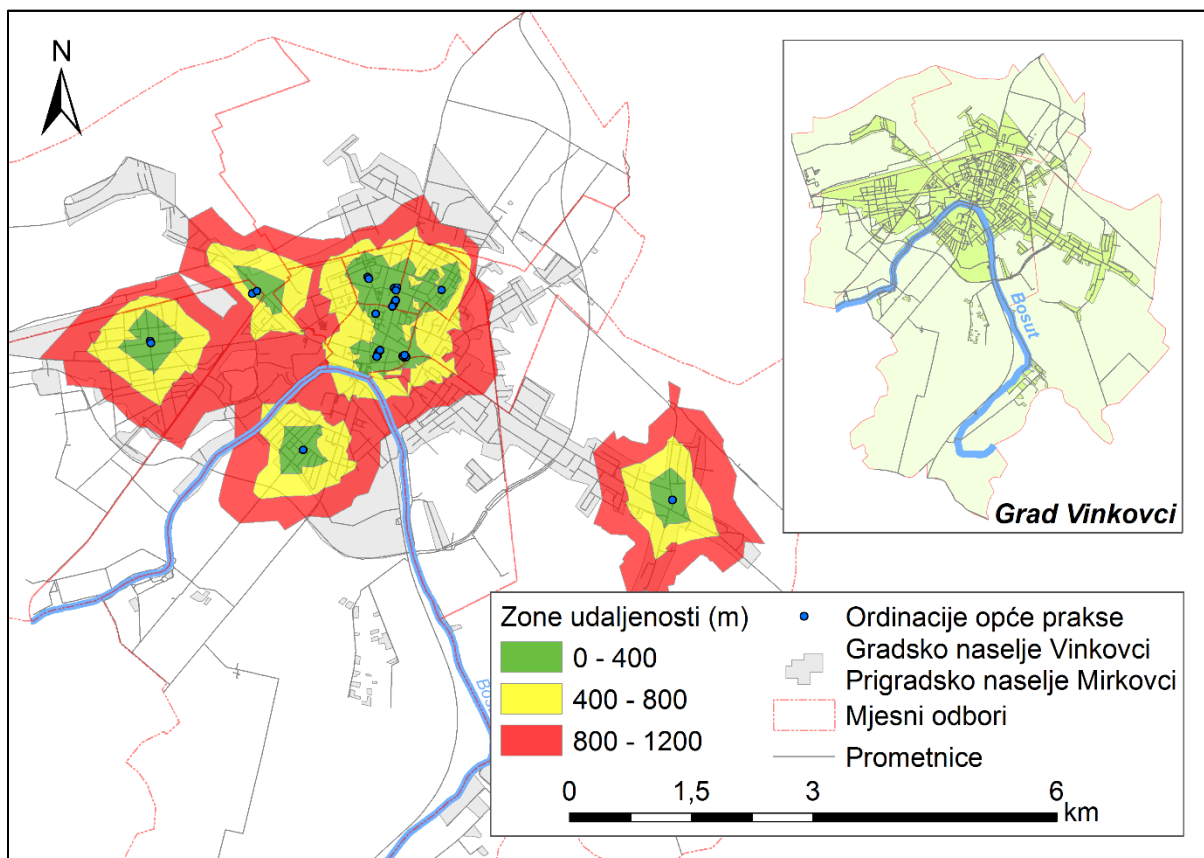 N
Bosut
Grad Vinkovci
Zone udaljenosti (m)
0 - 400
400 - 800
800 - 1200
Ordinacije opće prakse
Gradsko naselje Vinkovci
Prigradsko naselje Mirkovci
Mjesni odbori
Prometnice
0 1,5 3 6
km